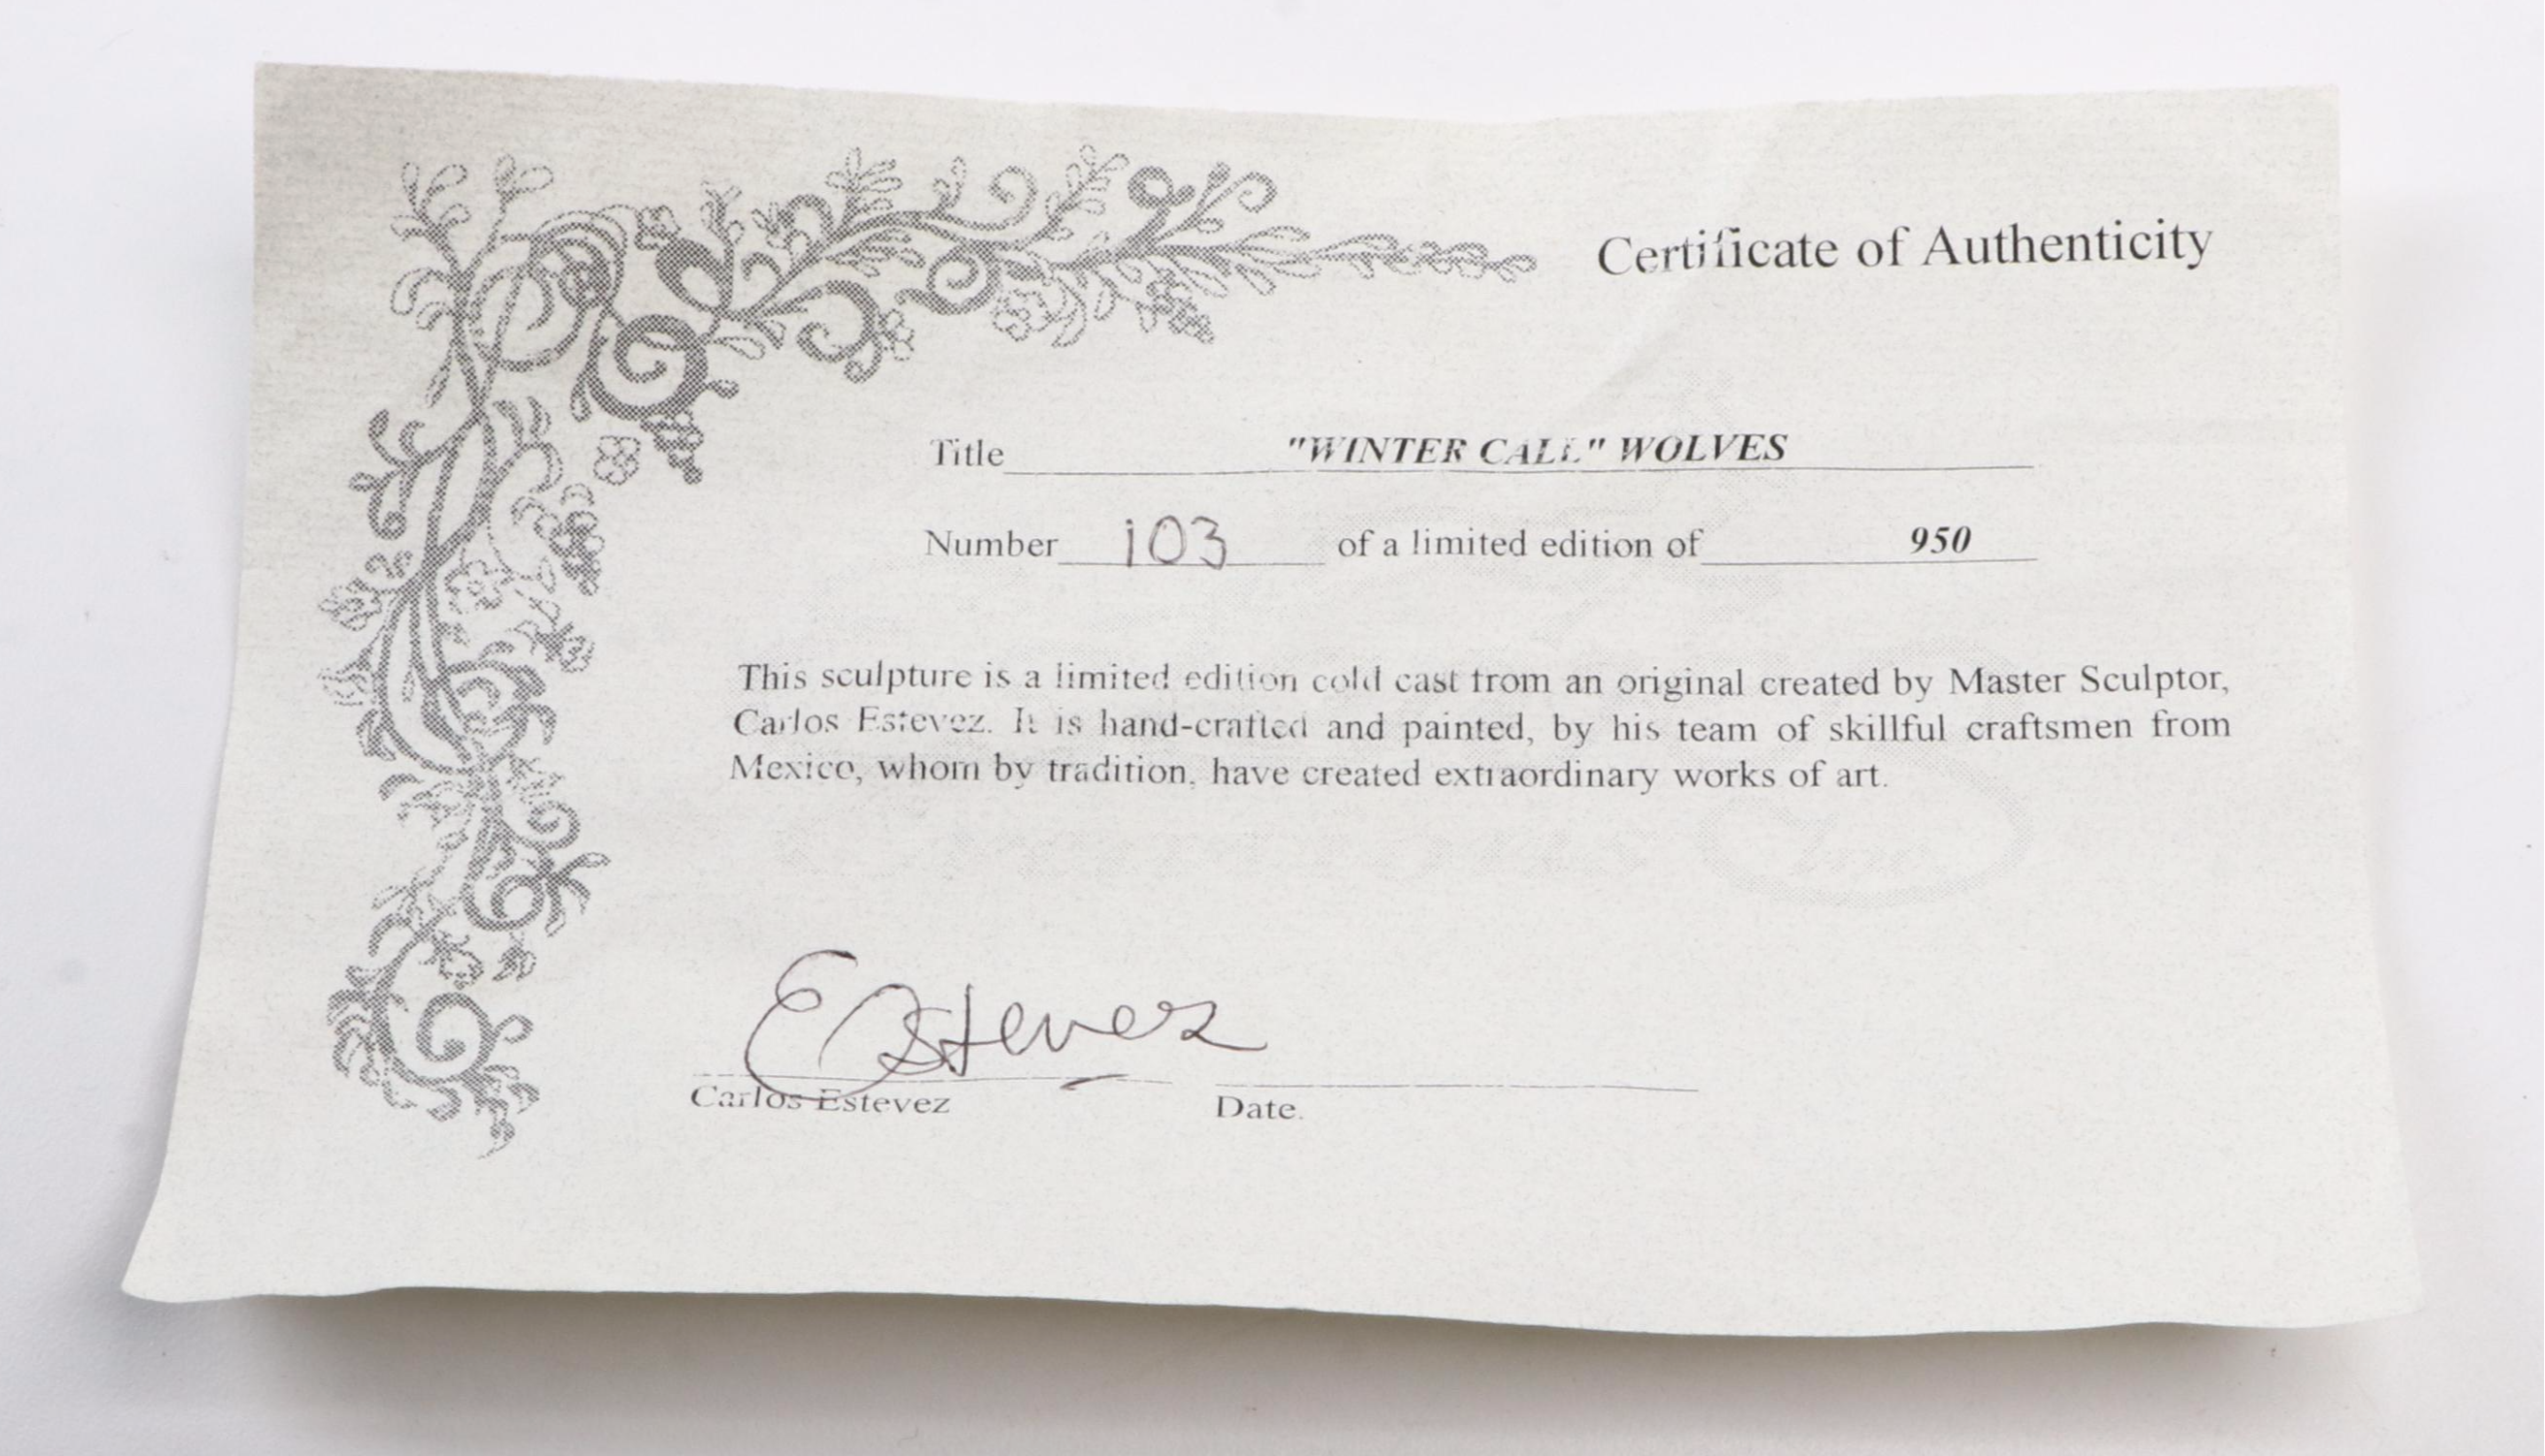 Certificate of Authenticity
Title "WINTER CALL" WOLVES
Number 103 of a limited edition of 950
This sculpture is a limited edition cold cast from an original created by Master Sculptor,
Carlos Estevez. It is hand-crafted and painted, by his team of skillful craftsmen from
Mexico, whom by tradition, have created extraordinary works of art.
Estevez
Carlos Estevez Date.